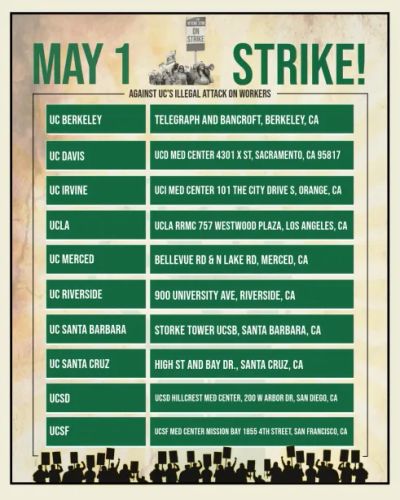 ON
STRIKE
MAY 1 STRIKE!
AGAINST UC'S ILLEGAL ATTACK ON WORKERS
UC BERKELEY TELEGRAPH AND BANCROFT, BERKELEY, CA
UC DAVIS UCD MED CENTER 4301 X ST, SACRAMENTO, CA 95817
UC IRVINE UCI MED CENTER 101 THE CITY DRIVE S, ORANGE, CA
UCLA UCLA RRMC 757 WESTWOOD PLAZA, LOS ANGELES, CA
UC MERCED BELLEVUE RD & N LAKE RD, MERCED, CA
UC RIVERSIDE 900 UNIVERSITY AVE, RIVERSIDE, CA
UC SANTA BARBARA STORKE TOWER UCSB, SANTA BARBARA, CA
UC SANTA CRUZ HIGH ST AND BAY DR., SANTA CRUZ, CA
UCSD UCSD HILLCREST MED CENTER, 200 W ARBOR DR, SAN DIEGO, CA
UCSF UCSF MED CENTER MISSION BAY 1855 4TH STREET, SAN FRANCISCO, CA